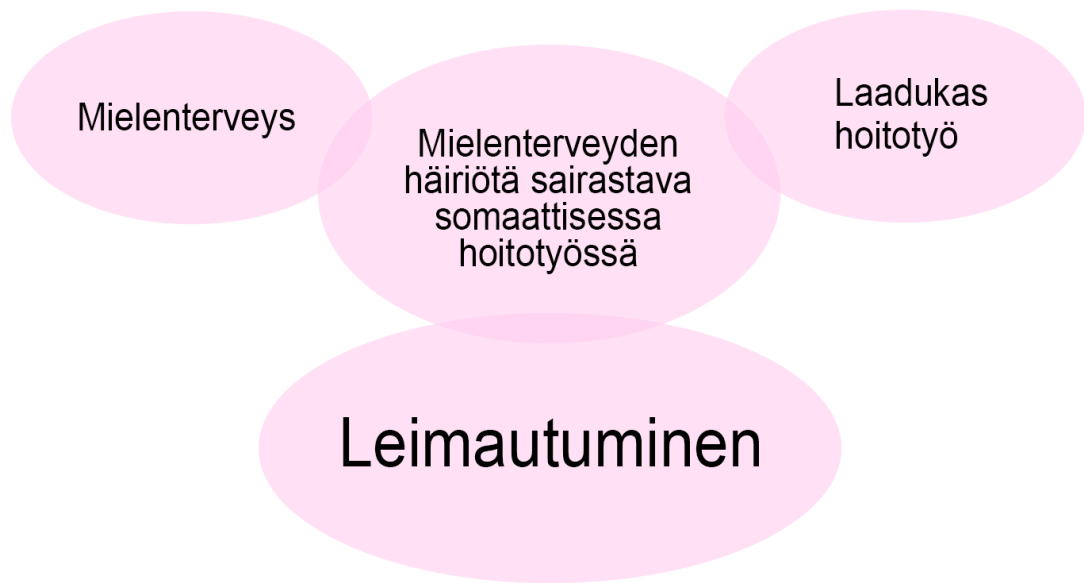 Mielenterveys
Mielenterveyden
häiriötä sairastava
somaattisessa
hoitotyössä
Laadukas
hoitotyö
Leimautuminen